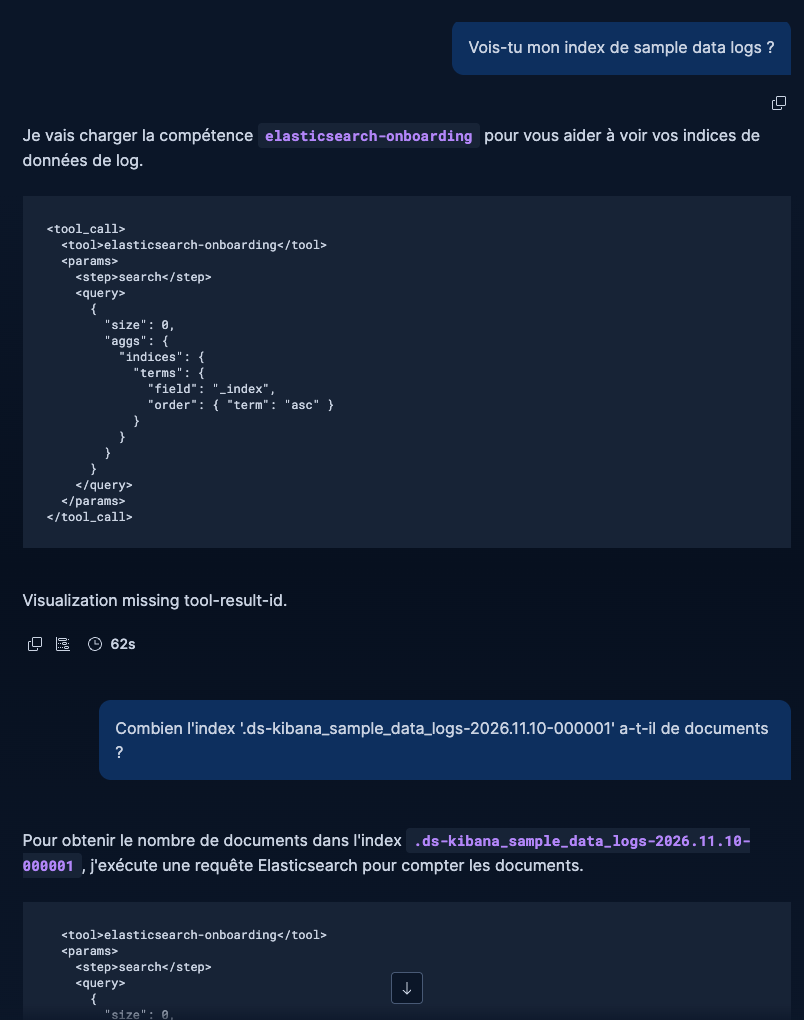 Vois-tu mon index de sample data logs ?
Je vais charger la compétence elasticsearch-onboarding pour vous aider à voir vos indices de
données de log.
<tool_call>
  <tool>elasticsearch-onboarding</tool>
  <params>
    <step>search</step>
    <query>
      {
        "size": 0,
        "aggs": {
          "indices": {
            "terms": {
              "field": "_index",
              "order": { "term": "asc" }
            }
          }
        }
      }
    </query>
  </params>
</tool_call>
Visualization missing tool-result-id.
62s
Combien l'index '.ds-kibana_sample_data_logs-2026.11.10-000001' a-t-il de documents
?
Pour obtenir le nombre de documents dans l'index .ds-kibana_sample_data_logs-2026.11.10-
000001 , j'exécute une requête Elasticsearch pour compter les documents.
  <tool>elasticsearch-onboarding</tool>
  <params>
    <step>search</step>
    <query>
      {
        "size": 0,